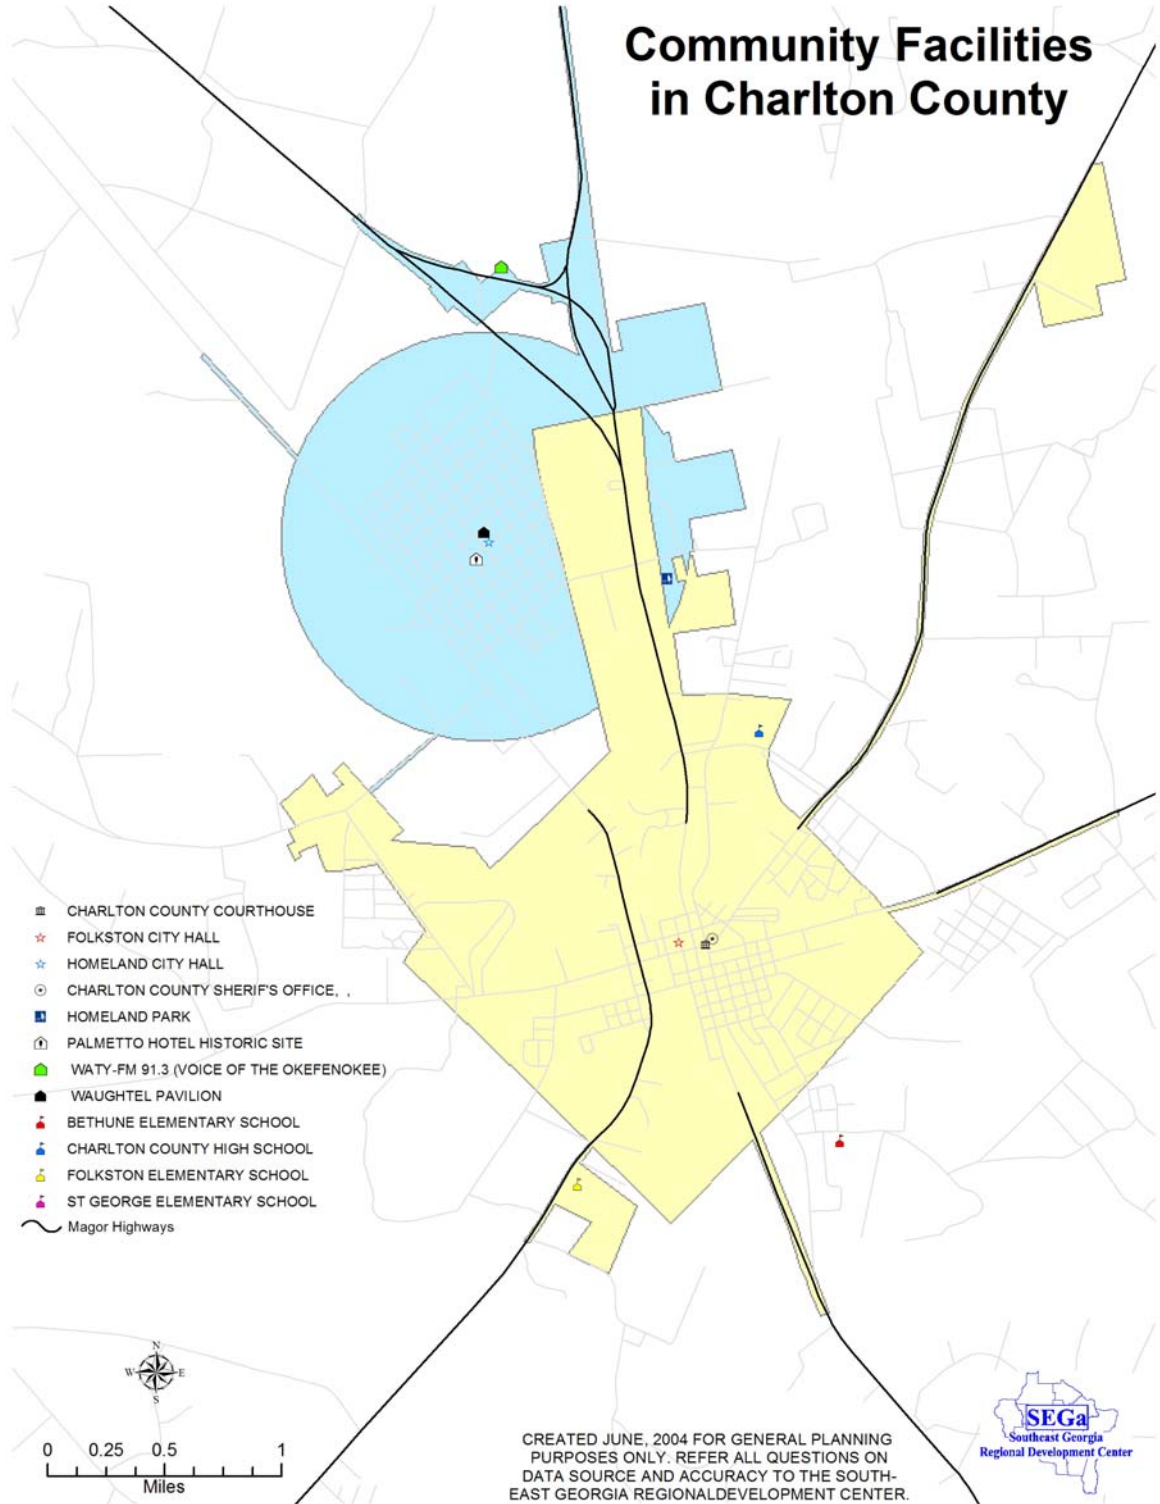 Community Facilities
in Charlton County
CHARLTON COUNTY COURTHOUSE
FOLKSTON CITY HALL
HOMELAND CITY HALL
CHARLTON COUNTY SHERIF'S OFFICE, ,
HOMELAND PARK
PALMETTO HOTEL HISTORIC SITE
WATY-FM 91.3 (VOICE OF THE OKEFENOKEE)
WAUGHTEL PAVILION
BETHUNE ELEMENTARY SCHOOL
CHARLTON COUNTY HIGH SCHOOL
FOLKSTON ELEMENTARY SCHOOL
ST GEORGE ELEMENTARY SCHOOL
Magor Highways
N
W E
S
0 0.25 0.5 1
Miles
CREATED JUNE, 2004 FOR GENERAL PLANNING
PURPOSES ONLY. REFER ALL QUESTIONS ON
DATA SOURCE AND ACCURACY TO THE SOUTH-
EAST GEORGIA REGIONALDEVELOPMENT CENTER.
SEGa
Southeast Georgia
Regional Development Center